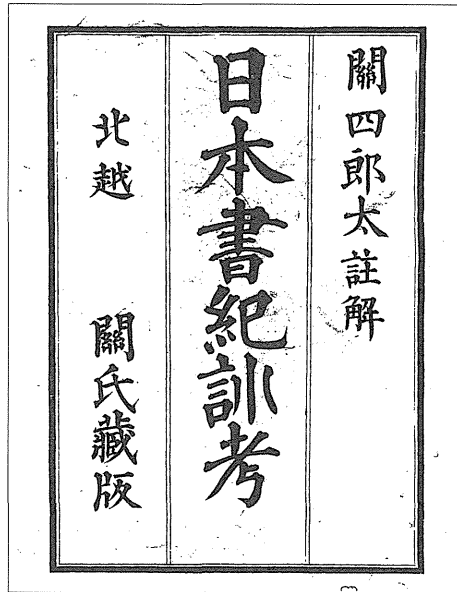 關四郎太註解
日本書紀訓考
北越　關氏藏版